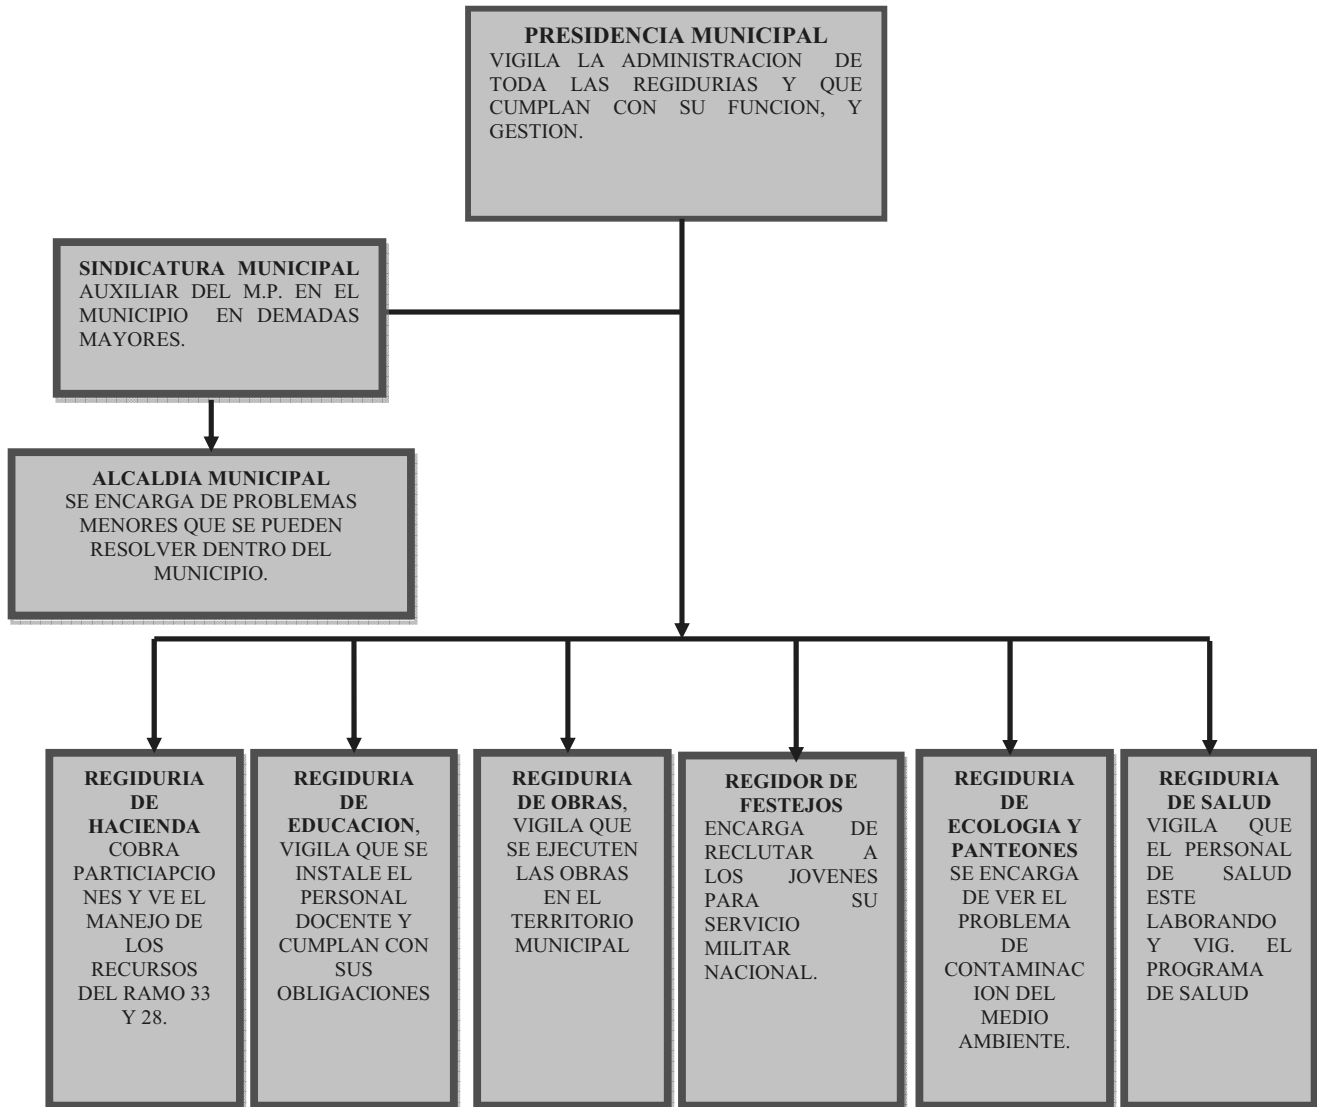 PRESIDENCIA MUNICIPAL
VIGILA LA ADMINISTRACION DE
TODA LAS REGIDURIAS Y QUE
CUMPLAN CON SU FUNCION, Y
GESTION.
SINDICATURA MUNICIPAL
AUXILIAR DEL M.P. EN EL
MUNICIPIO EN DEMADAS
MAYORES.
ALCALDIA MUNICIPAL
SE ENCARGA DE PROBLEMAS
MENORES QUE SE PUEDEN
RESOLVER DENTRO DEL
MUNICIPIO.
REGIDURIA
DE
HACIENDA
COBRA
PARTICIAPCIO
NES Y VE EL
MANEJO DE
LOS
RECURSOS
DEL RAMO 33
Y 28.
REGIDURIA
DE
EDUCACION,
VIGILA QUE SE
INSTALE EL
PERSONAL
DOCENTE Y
CUMPLAN CON
SUS
OBLIGACIONES
REGIDURIA
DE OBRAS,
VIGILA QUE
SE EJECUTEN
LAS OBRAS
EN EL
TERRITORIO
MUNICIPAL
REGIDOR DE
FESTEJOS
ENCARGA DE
RECLUTAR A
LOS JOVENES
PARA SU
SERVICIO
MILITAR
NACIONAL.
REGIDURIA
DE
ECOLOGIA Y
PANTEONES
SE ENCARGA
DE VER EL
PROBLEMA
DE
CONTAMINAC
ION DEL
MEDIO
AMBIENTE.
REGIDURIA
DE SALUD
VIGILA QUE
EL PERSONAL
DE SALUD
ESTE
LABORANDO
Y VIG. EL
PROGRAMA
DE SALUD